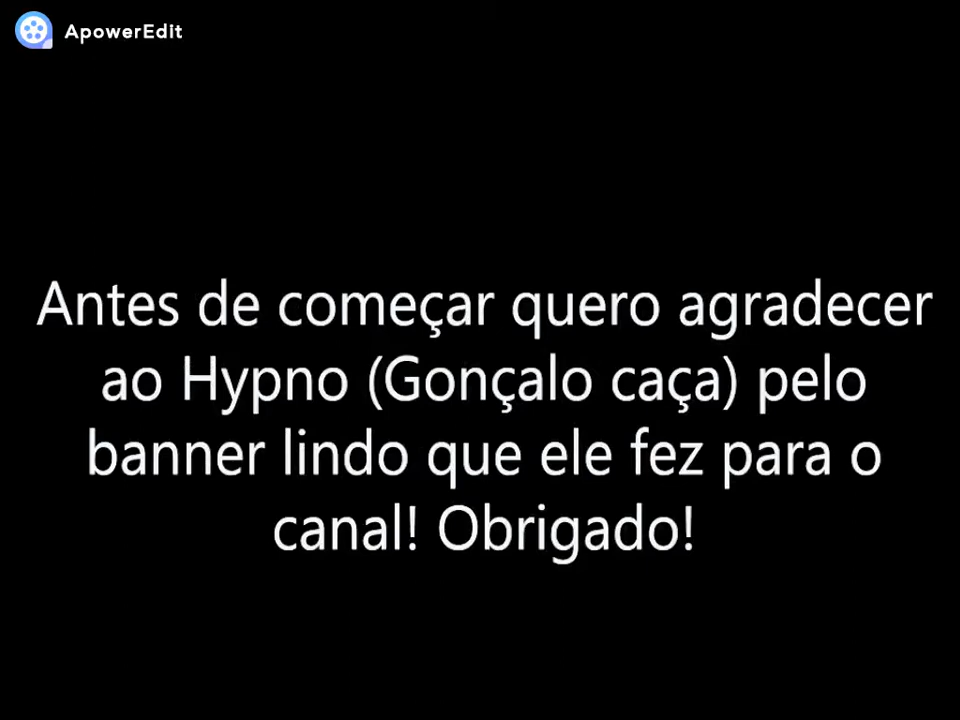 ApowerEdit
Antes de começar quero agradecer
ao Hypno (Gonçalo caça) pelo
banner lindo que ele fez para o
canal! Obrigado!